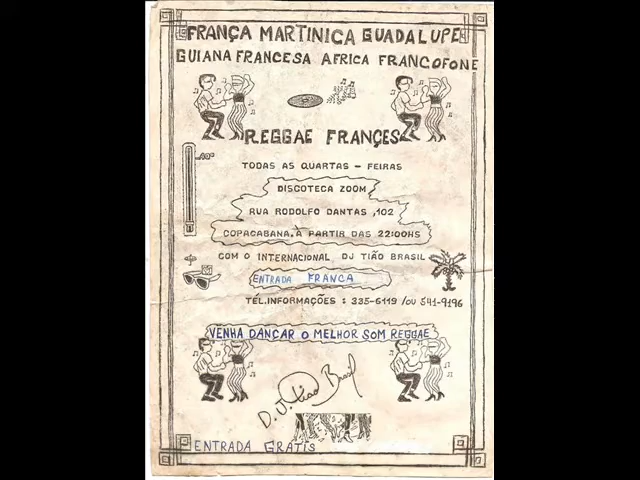 FRANÇA MARTINICA GUADALUPE
GUIANA FRANCESA AFRICA FRANCOFONE
REGGAE FRANÇES
TODAS AS QUARTAS - FEIRAS
DISCOTECA ZOOM
RUA RODOLFO DANTAS ,102
COPACABANA, À PARTIR DAS 22:00HS
COM O INTERNACIONAL DJ TIÃO BRASIL
ENTRADA FRANCA
TEL.INFORMAÇÕES : 335-6119 /OU 541-9196
VENHA DANÇAR O MELHOR SOM REGGAE
D.J. Tião Brasil
ENTRADA GRATIS